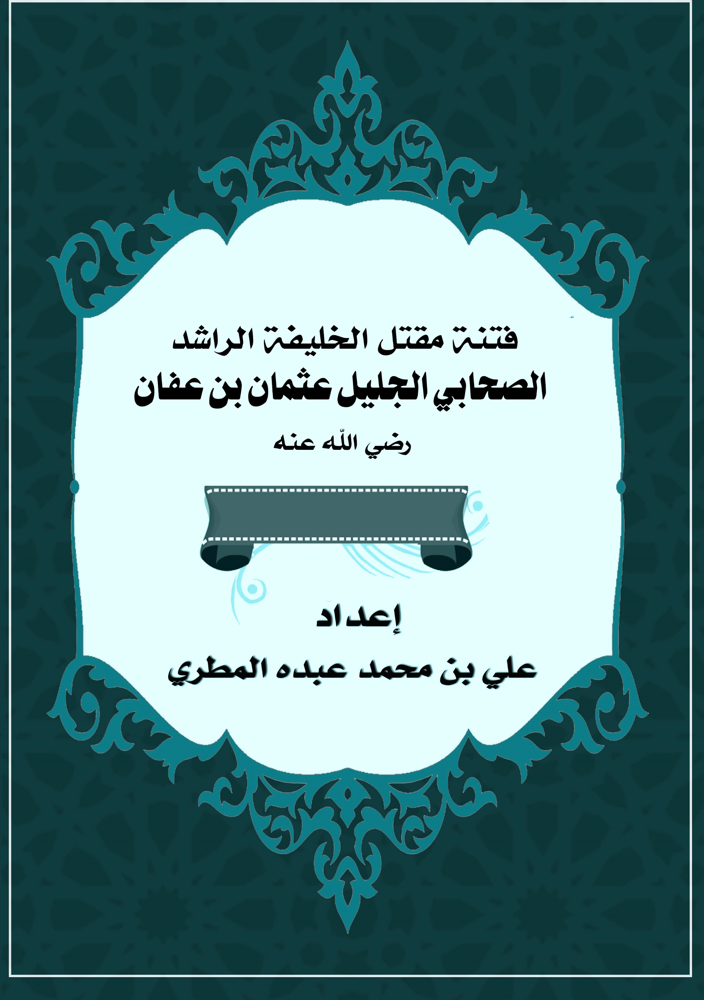 فتنة مقتل الخليفة الراشد
الصحابي الجليل عثمان بن عفان
رضي الله عنه
إعداد
علي بن محمد عبده المطري